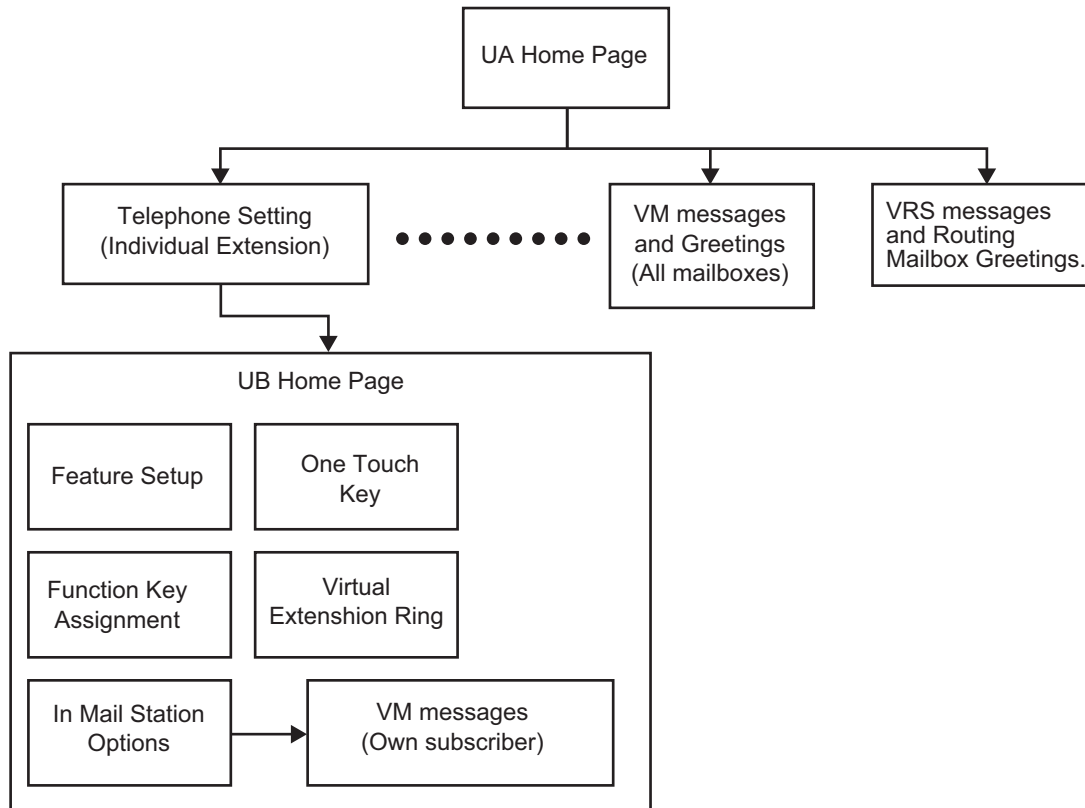 UA Home Page
Telephone Setting
(Individual Extension)
VM messages
and Greetings
(All mailboxes)
VRS messages
and Routing
Mailbox Greetings.
UB Home Page
Feature Setup
One Touch
Key
Function Key
Assignment
Virtual
Extenshion Ring
In Mail Station
Options
VM messages
(Own subscriber)